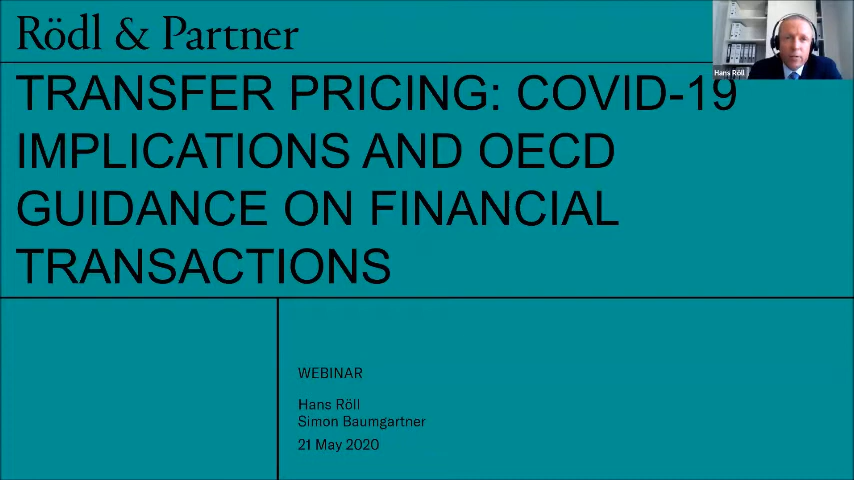 Rödl & Partner
Hans Röll
TRANSFER PRICING: COVID-19
IMPLICATIONS AND OECD
GUIDANCE ON FINANCIAL
TRANSACTIONS
WEBINAR
Hans Röll
Simon Baumgartner
21 May 2020